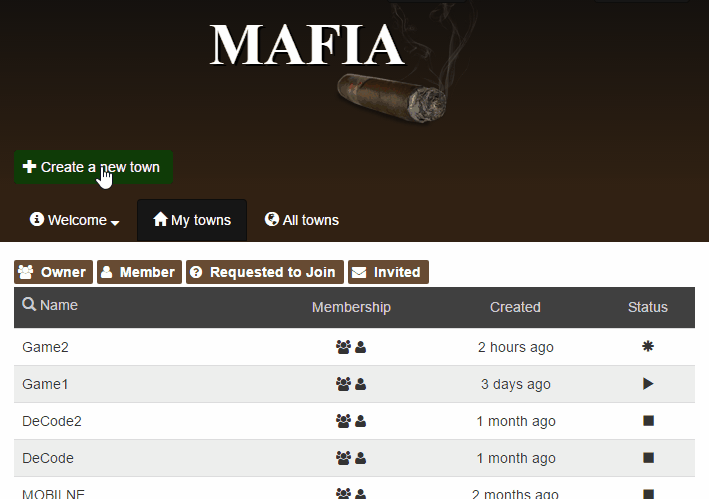 MAFIA
Create a new town
Welcome
My towns
All towns
Owner Member Requested to Join Invited
Name Membership Created Status
Game2 2 hours ago
Game1 3 days ago
DeCode2 1 month ago
DeCode 1 month ago
MOBILNE 2 months ago